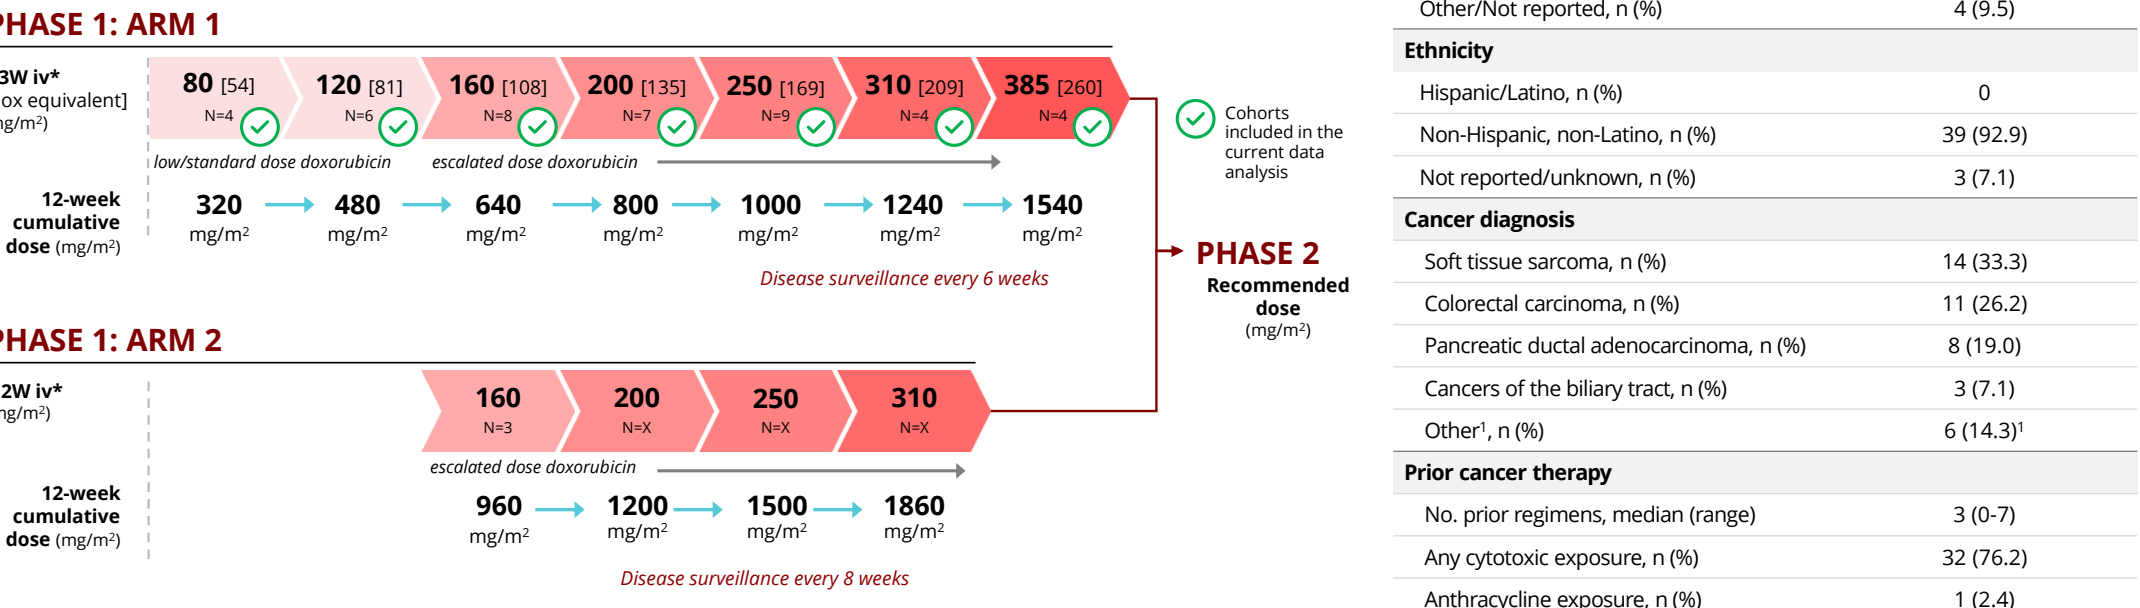 PHASE 1: ARM 1
3W iv*
ox equivalent]
ng/m²)
80 [54]
N=4
120 [81]
N=6
160 [108]
N=8
200 [135]
N=7
250 [169]
N=9
310 [209]
N=4
385 [260]
N=4
low/standard dose doxorubicin
escalated dose doxorubicin
12-week
cumulative
dose (mg/m²)
320
mg/m²
480
mg/m²
640
mg/m²
800
mg/m²
1000
mg/m²
1240
mg/m²
1540
mg/m²
Disease surveillance every 6 weeks
Cohorts
included in the
current data
analysis
PHASE 2
Recommended
dose
(mg/m²)
PHASE 1: ARM 2
2W iv*
ng/m²)
160
N=3
200
N=X
250
N=X
310
N=X
escalated dose doxorubicin
12-week
cumulative
dose (mg/m²)
960
mg/m²
1200
mg/m²
1500
mg/m²
1860
mg/m²
Disease surveillance every 8 weeks
Other/Not reported, n (%) 4 (9.5)
Ethnicity
Hispanic/Latino, n (%) 0
Non-Hispanic, non-Latino, n (%) 39 (92.9)
Not reported/unknown, n (%) 3 (7.1)
Cancer diagnosis
Soft tissue sarcoma, n (%) 14 (33.3)
Colorectal carcinoma, n (%) 11 (26.2)
Pancreatic ductal adenocarcinoma, n (%) 8 (19.0)
Cancers of the biliary tract, n (%) 3 (7.1)
Other¹, n (%) 6 (14.3)¹
Prior cancer therapy
No. prior regimens, median (range) 3 (0-7)
Any cytotoxic exposure, n (%) 32 (76.2)
Anthracycline exposure, n (%) 1 (2.4)